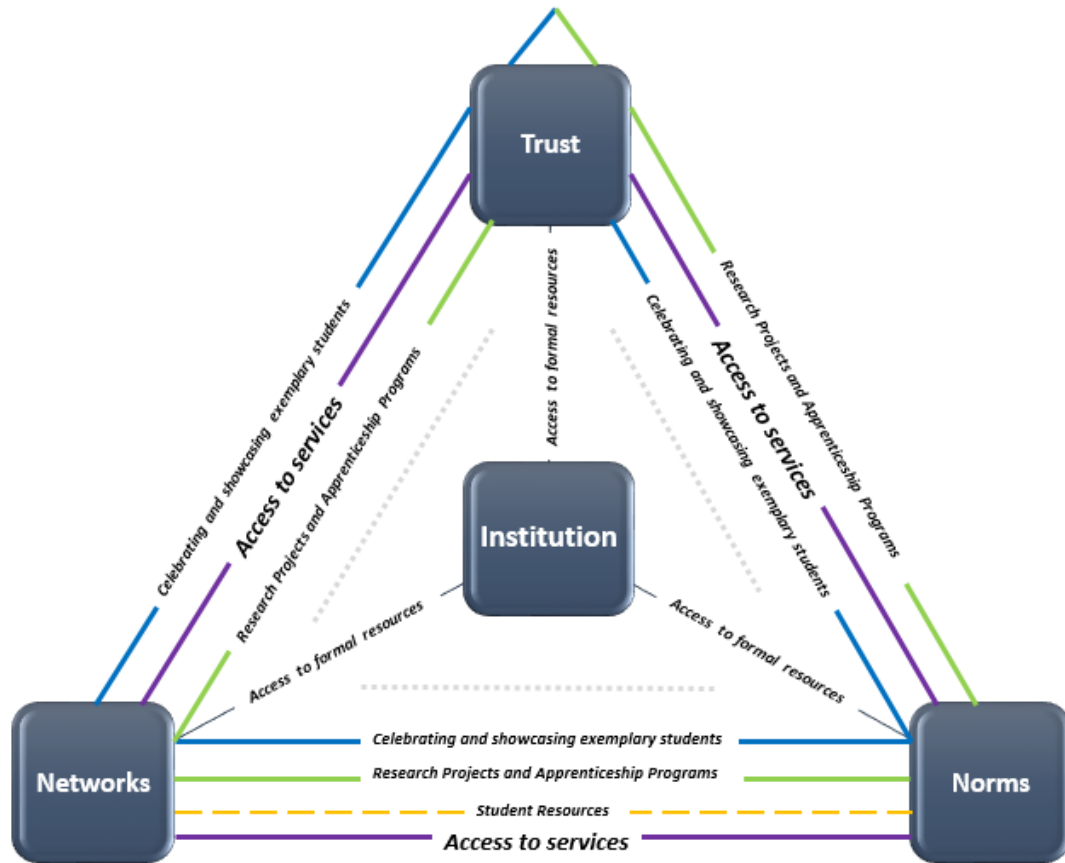 Trust
Celebrating and showcasing exemplary students
Access to services
Research Projects and Apprenticeship Programs
Access to formal resources
Celebrating and showcasing exemplary students
Access to services
Research Projects and Apprenticeship Programs
Institution
Access to formal resources
Access to formal resources
Networks
Celebrating and showcasing exemplary students
Research Projects and Apprenticeship Programs
Student Resources
Access to services
Norms